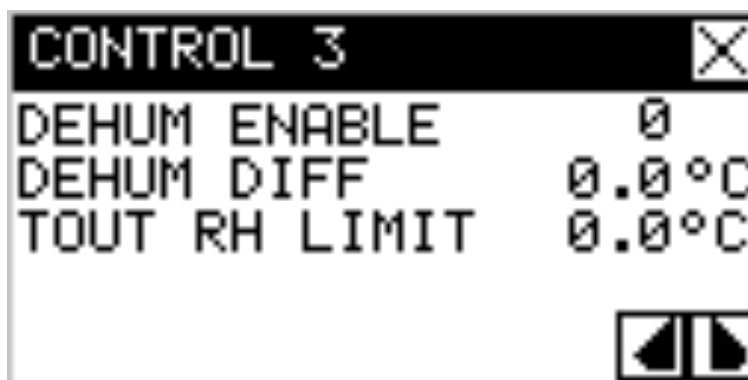 CONTROL 3
DEHUM ENABLE 0
DEHUM DIFF 0.0°C
TOUT RH LIMIT 0.0°C